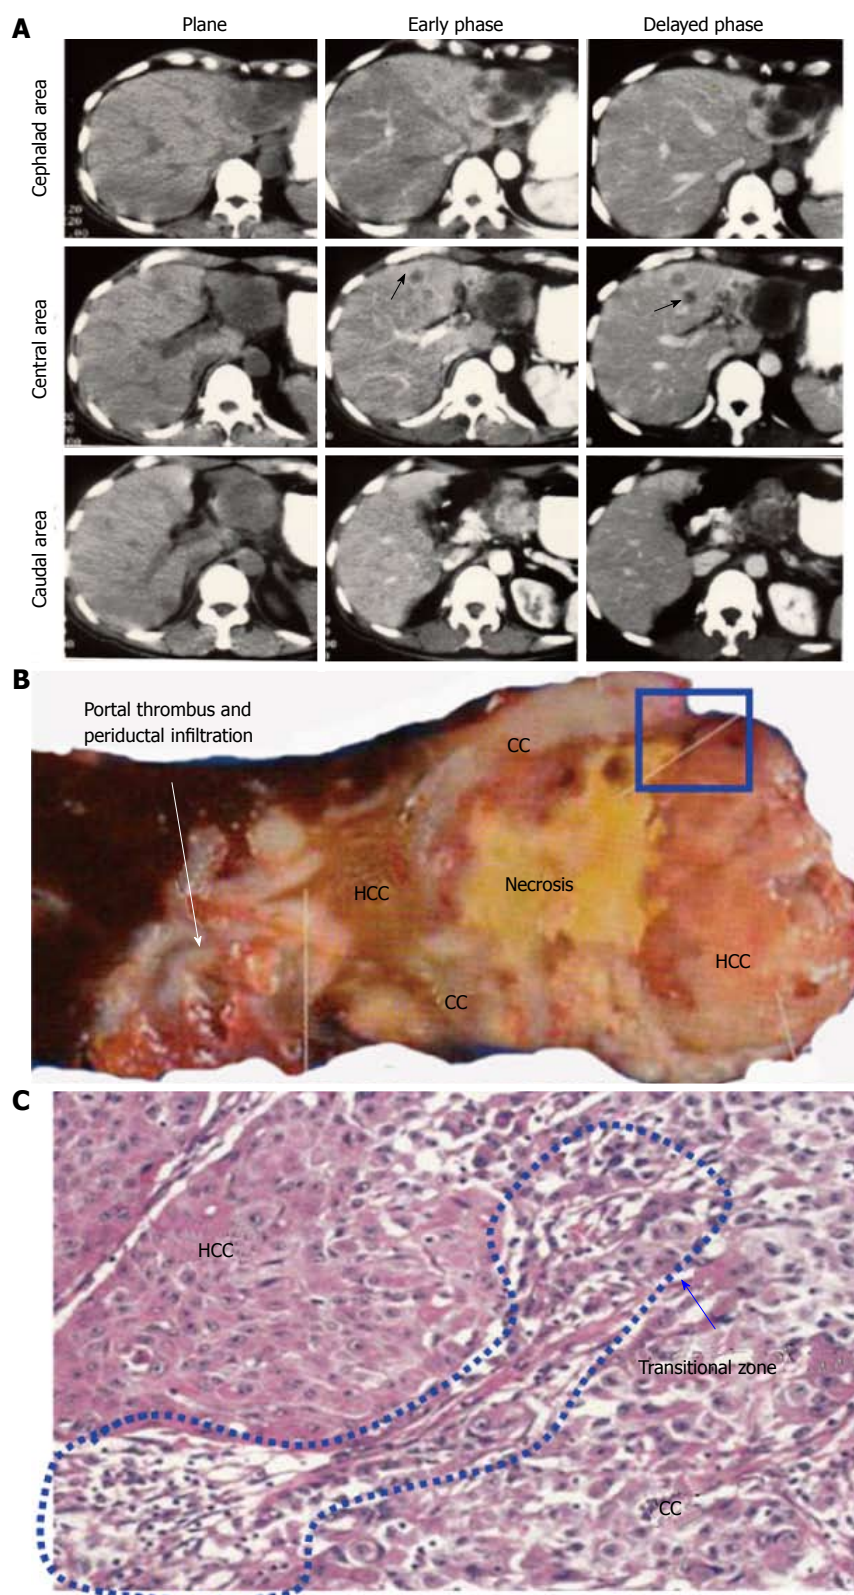 A
Plane
Early phase
Delayed phase
Cephalad area
Central area
Caudal area
B
Portal thrombus and
periductal infiltration
CC
HCC
Necrosis
HCC
CC
C
HCC
Transitional zone
CC